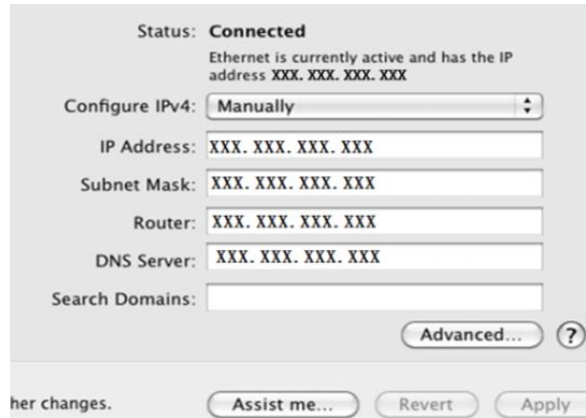 Status: Connected
Ethernet is currently active and has the IP
address XXX. XXX. XXX. XXX
Configure IPv4: Manually
IP Address: XXX. XXX. XXX. XXX
Subnet Mask: XXX. XXX. XXX. XXX
Router: XXX. XXX. XXX. XXX
DNS Server: XXX. XXX. XXX. XXX
Search Domains:
Advanced... ?
her changes. Assist me... Revert Apply